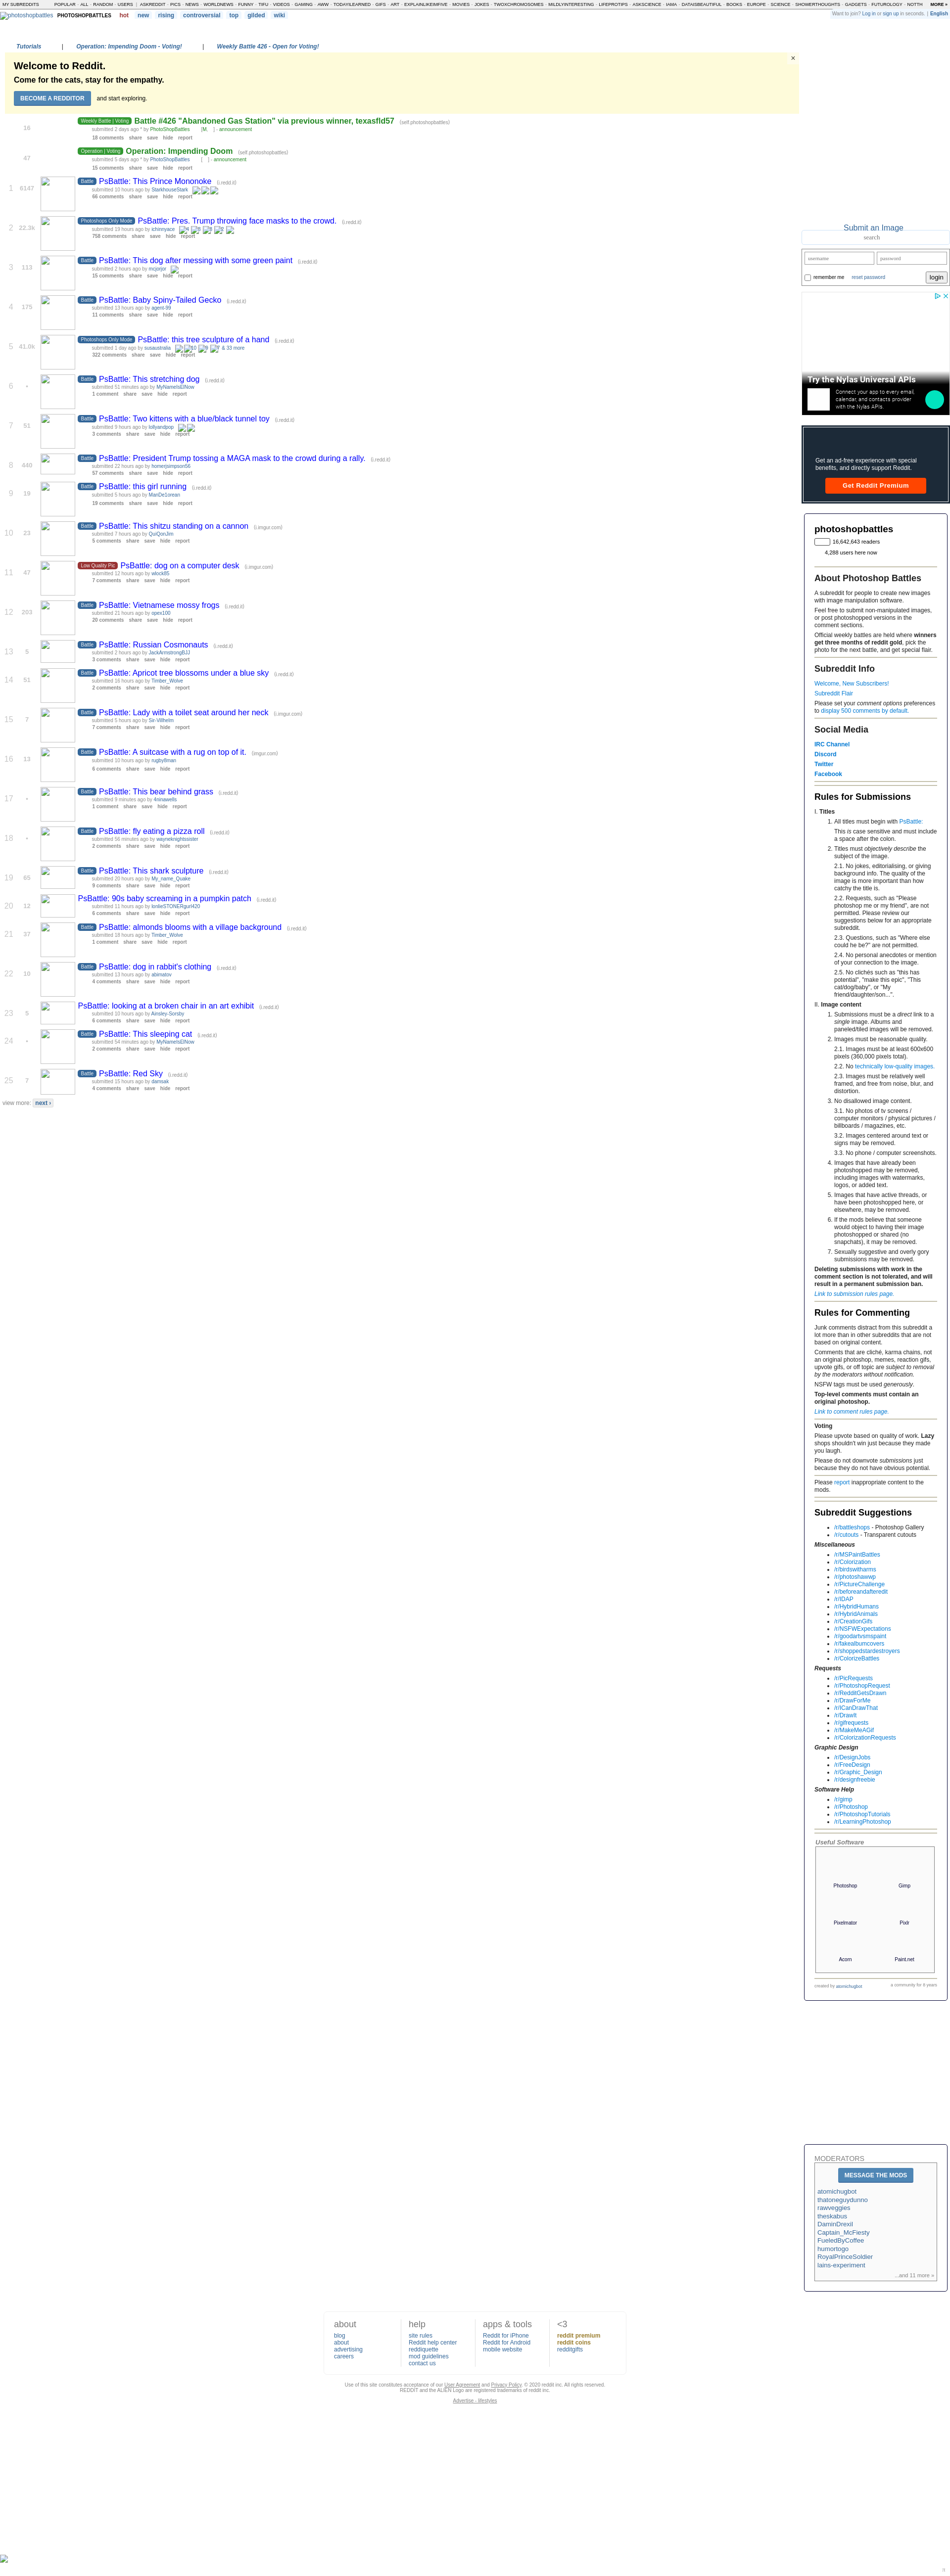 MY SUBREDDITS POPULAR - ALL - RANDOM - USERS | ASKREDDIT - PICS - NEWS - WORLDNEWS - FUNNY - TIFU - VIDEOS - GAMING - AWW - TODAYILEARNED - GIFS - ART - EXPLAINLIKEIMFIVE - MOVIES - JOKES - TWOXCHROMOSOMES - MILDLYINTERESTING - LIFEPROTIPS - ASKSCIENCE - IAMA - DATAISBEAUTIFUL - BOOKS - EUROPE - SCIENCE - SHOWERTHOUGHTS - GADGETS - FUTUROLOGY - NOTTH MORE »
photoshopbattles PHOTOSHOPBATTLES hot new rising controversial top gilded wiki
Want to join? Log in or sign up in seconds. | English
Tutorials | Operation: Impending Doom - Voting! | Weekly Battle 426 - Open for Voting!
Welcome to Reddit.
Come for the cats, stay for the empathy.
BECOME A REDDITOR and start exploring.
×
16
Weekly Battle | Voting Battle #426 "Abandoned Gas Station" via previous winner, texasfld57 (self.photoshopbattles)
submitted 2 days ago * by PhotoShopBattles [M, ] - announcement
18 comments share save hide report
47
Operation | Voting Operation: Impending Doom (self.photoshopbattles)
submitted 5 days ago * by PhotoShopBattles [ ] - announcement
15 comments share save hide report
1 6147
Battle PsBattle: This Prince Mononoke (i.redd.it)
submitted 10 hours ago by StarkhouseStark
66 comments share save hide report
2 22.3k
Photoshops Only Mode PsBattle: Pres. Trump throwing face masks to the crowd. (i.redd.it)
submitted 19 hours ago by ichimiyace
758 comments share save hide report
3 113
Battle PsBattle: This dog after messing with some green paint (i.redd.it)
submitted 2 hours ago by mcjorjor
15 comments share save hide report
4 175
Battle PsBattle: Baby Spiny-Tailed Gecko (i.redd.it)
submitted 13 hours ago by agent-99
11 comments share save hide report
5 41.0k
Photoshops Only Mode PsBattle: this tree sculpture of a hand (i.redd.it)
submitted 1 day ago by susaustralia & 33 more
322 comments share save hide report
6 •
Battle PsBattle: This stretching dog (i.redd.it)
submitted 51 minutes ago by MyNameIsElNow
1 comment share save hide report
7 51
Battle PsBattle: Two kittens with a blue/black tunnel toy (i.redd.it)
submitted 9 hours ago by tollyandpop
3 comments share save hide report
8 440
Battle PsBattle: President Trump tossing a MAGA mask to the crowd during a rally. (i.redd.it)
submitted 22 hours ago by homerjsimpson56
57 comments share save hide report
9 19
Battle PsBattle: this girl running (i.redd.it)
submitted 5 hours ago by ManDe1orean
19 comments share save hide report
10 23
Battle PsBattle: This shitzu standing on a cannon (i.imgur.com)
submitted 7 hours ago by QuiQonJim
5 comments share save hide report
11 47
Low Quality Pic PsBattle: dog on a computer desk (i.imgur.com)
submitted 12 hours ago by wlock85
7 comments share save hide report
12 203
Battle PsBattle: Vietnamese mossy frogs (i.redd.it)
submitted 21 hours ago by opex100
20 comments share save hide report
13 5
Battle PsBattle: Russian Cosmonauts (i.redd.it)
submitted 2 hours ago by JackArmstrongBJJ
3 comments share save hide report
14 51
Battle PsBattle: Apricot tree blossoms under a blue sky (i.redd.it)
submitted 16 hours ago by Timber_Wolve
2 comments share save hide report
15 7
Battle PsBattle: Lady with a toilet seat around her neck (i.imgur.com)
submitted 5 hours ago by Sir-Vilhelm
7 comments share save hide report
16 13
Battle PsBattle: A suitcase with a rug on top of it. (imgur.com)
submitted 10 hours ago by rugby8man
6 comments share save hide report
17 •
Battle PsBattle: This bear behind grass (i.redd.it)
submitted 9 minutes ago by 4ninawells
1 comment share save hide report
18 •
Battle PsBattle: fly eating a pizza roll (i.redd.it)
submitted 56 minutes ago by wayneknightssister
2 comments share save hide report
19 65
Battle PsBattle: This shark sculpture (i.redd.it)
submitted 20 hours ago by My_name_Quake
9 comments share save hide report
20 12
PsBattle: 90s baby screaming in a pumpkin patch (i.redd.it)
submitted 11 hours ago by lonlieSTONERgurl420
6 comments share save hide report
21 37
Battle PsBattle: almonds blooms with a village background (i.redd.it)
submitted 18 hours ago by Timber_Wolve
1 comment share save hide report
22 10
Battle PsBattle: dog in rabbit's clothing (i.redd.it)
submitted 13 hours ago by abimatov
4 comments share save hide report
23 5
PsBattle: looking at a broken chair in an art exhibit (i.redd.it)
submitted 10 hours ago by Ainsley-Sorsby
6 comments share save hide report
24 •
Battle PsBattle: This sleeping cat (i.redd.it)
submitted 54 minutes ago by MyNameIsElNow
2 comments share save hide report
25 7
Battle PsBattle: Red Sky (i.redd.it)
submitted 15 hours ago by damsak
4 comments share save hide report
view more: next ›
Submit an Image
search
username password
remember me reset password login
Try the Nylas Universal APIs
Connect your app to every email,
calendar, and contacts provider
with the Nylas APIs.
Get an ad-free experience with special
benefits, and directly support Reddit.
Get Reddit Premium
photoshopbattles
16,642,643 readers
4,288 users here now
About Photoshop Battles
A subreddit for people to create new images
with image manipulation software.
Feel free to submit non-manipulated images,
or post photoshopped versions in the
comment sections.
Official weekly battles are held where winners
get three months of reddit gold, pick the
photo for the next battle, and get special flair.
Subreddit Info
Welcome, New Subscribers!
Subreddit Flair
Please set your comment options preferences
to display 500 comments by default.
Social Media
IRC Channel
Discord
Twitter
Facebook
Rules for Submissions
I. Titles
1. All titles must begin with PsBattle:
This is case sensitive and must include
a space after the colon.
2. Titles must objectively describe the
subject of the image.
2.1. No jokes, editorialising, or giving
background info. The quality of the
image is more important than how
catchy the title is.
2.2. Requests, such as "Please
photoshop me or my friend", are not
permitted. Please review our
suggestions below for an appropriate
subreddit.
2.3. Questions, such as "Where else
could he be?" are not permitted.
2.4. No personal anecdotes or mention
of your connection to the image.
2.5. No clichés such as "this has
potential", "make this epic", "This
cat/dog/baby", or "My
friend/daughter/son...".
II. Image content
1. Submissions must be a direct link to a
single image. Albums and
paneled/tiled images will be removed.
2. Images must be reasonable quality.
2.1. Images must be at least 600x600
pixels (360,000 pixels total).
2.2. No technically low-quality images.
2.3. Images must be relatively well
framed, and free from noise, blur, and
distortion.
3. No disallowed image content.
3.1. No photos of tv screens /
computer monitors / physical pictures /
billboards / magazines, etc.
3.2. Images centered around text or
signs may be removed.
3.3. No phone / computer screenshots.
4. Images that have already been
photoshopped may be removed,
including images with watermarks,
logos, or added text.
5. Images that have active threads, or
have been photoshopped here, or
elsewhere, may be removed.
6. If the mods believe that someone
would object to having their image
photoshopped or shared (no
snapchats), it may be removed.
7. Sexually suggestive and overly gory
submissions may be removed.
Deleting submissions with work in the
comment section is not tolerated, and will
result in a permanent submission ban.
Link to submission rules page.
Rules for Commenting
Junk comments distract from this subreddit a
lot more than in other subreddits that are not
based on original content.
Comments that are cliché, karma chains, not
an original photoshop, memes, reaction gifs,
upvote gifs, or off topic are subject to removal
by the moderators without notification.
NSFW tags must be used generously.
Top-level comments must contain an
original photoshop.
Link to comment rules page.
Voting
Please upvote based on quality of work. Lazy
shops shouldn't win just because they made
you laugh.
Please do not downvote submissions just
because they do not have obvious potential.
Please report inappropriate content to the
mods.
Subreddit Suggestions
/r/battleshops - Photoshop Gallery
/r/cutouts - Transparent cutouts
Miscellaneous
/r/MSPaintBattles
/r/Colorization
/r/birdswitharms
/r/photoshawwp
/r/PictureChallenge
/r/beforeandafteredit
/r/IDAP
/r/HybridHumans
/r/HybridAnimals
/r/CreationGifs
/r/NSFWExpectations
/r/goodartvsmspaint
/r/fakealbumcovers
/r/shoppedstardestroyers
/r/ColorizeBattles
Requests
/r/PicRequests
/r/PhotoshopRequest
/r/RedditGetsDrawn
/r/DrawForMe
/r/ICanDrawThat
/r/DrawIt
/r/gifrequests
/r/MakeMeAGif
/r/ColorizationRequests
Graphic Design
/r/DesignJobs
/r/FreeDesign
/r/Graphic_Design
/r/designfreebie
Software Help
/r/gimp
/r/Photoshop
/r/PhotoshopTutorials
/r/LearningPhotoshop
Useful Software
Photoshop Gimp
Pixelmator Pixlr
Acorn Paint.net
created by atomichugbot a community for 8 years
MODERATORS
MESSAGE THE MODS
atomichugbot
thatoneguydunno
rawveggies
theskabus
DaminDrexil
Captain_McFiesty
FueledByCoffee
humortogo
RoyalPrinceSoldier
lains-experiment
...and 11 more »
about
blog
about
advertising
careers
help
site rules
Reddit help center
reddiquette
mod guidelines
contact us
apps & tools
Reddit for iPhone
Reddit for Android
mobile website
<3
reddit premium
reddit coins
redditgifts
Use of this site constitutes acceptance of our User Agreement and Privacy Policy. © 2020 reddit inc. All rights reserved.
REDDIT and the ALIEN Logo are registered trademarks of reddit inc.
Advertise - lifestyles
π